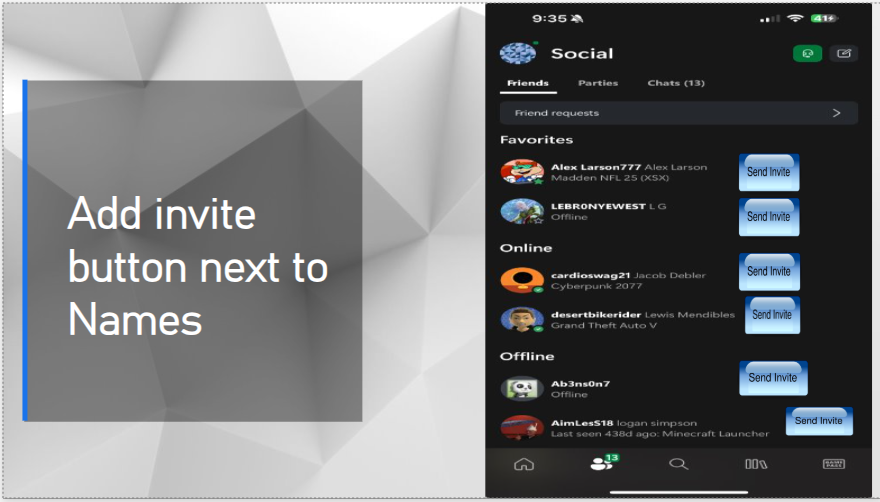 Add invite
button next to
Names
9:35
41
Social
Friends Parties Chats (13)
Friend requests
Favorites
Alex Larson777 Alex Larson
Madden NFL 25 (XSX)
Send Invite
LEBR0NYEWEST L G
Offline
Send Invite
Online
cardioswag21 Jacob Debler
Cyberpunk 2077
Send Invite
desertbikerider Lewis Mendibles
Grand Theft Auto V
Send Invite
Offline
Ab3ns0n7
Offline
Send Invite
AimLesS18 logan simpson
Last seen 438d ago: Minecraft Launcher
Send Invite
13
GAME
PASS